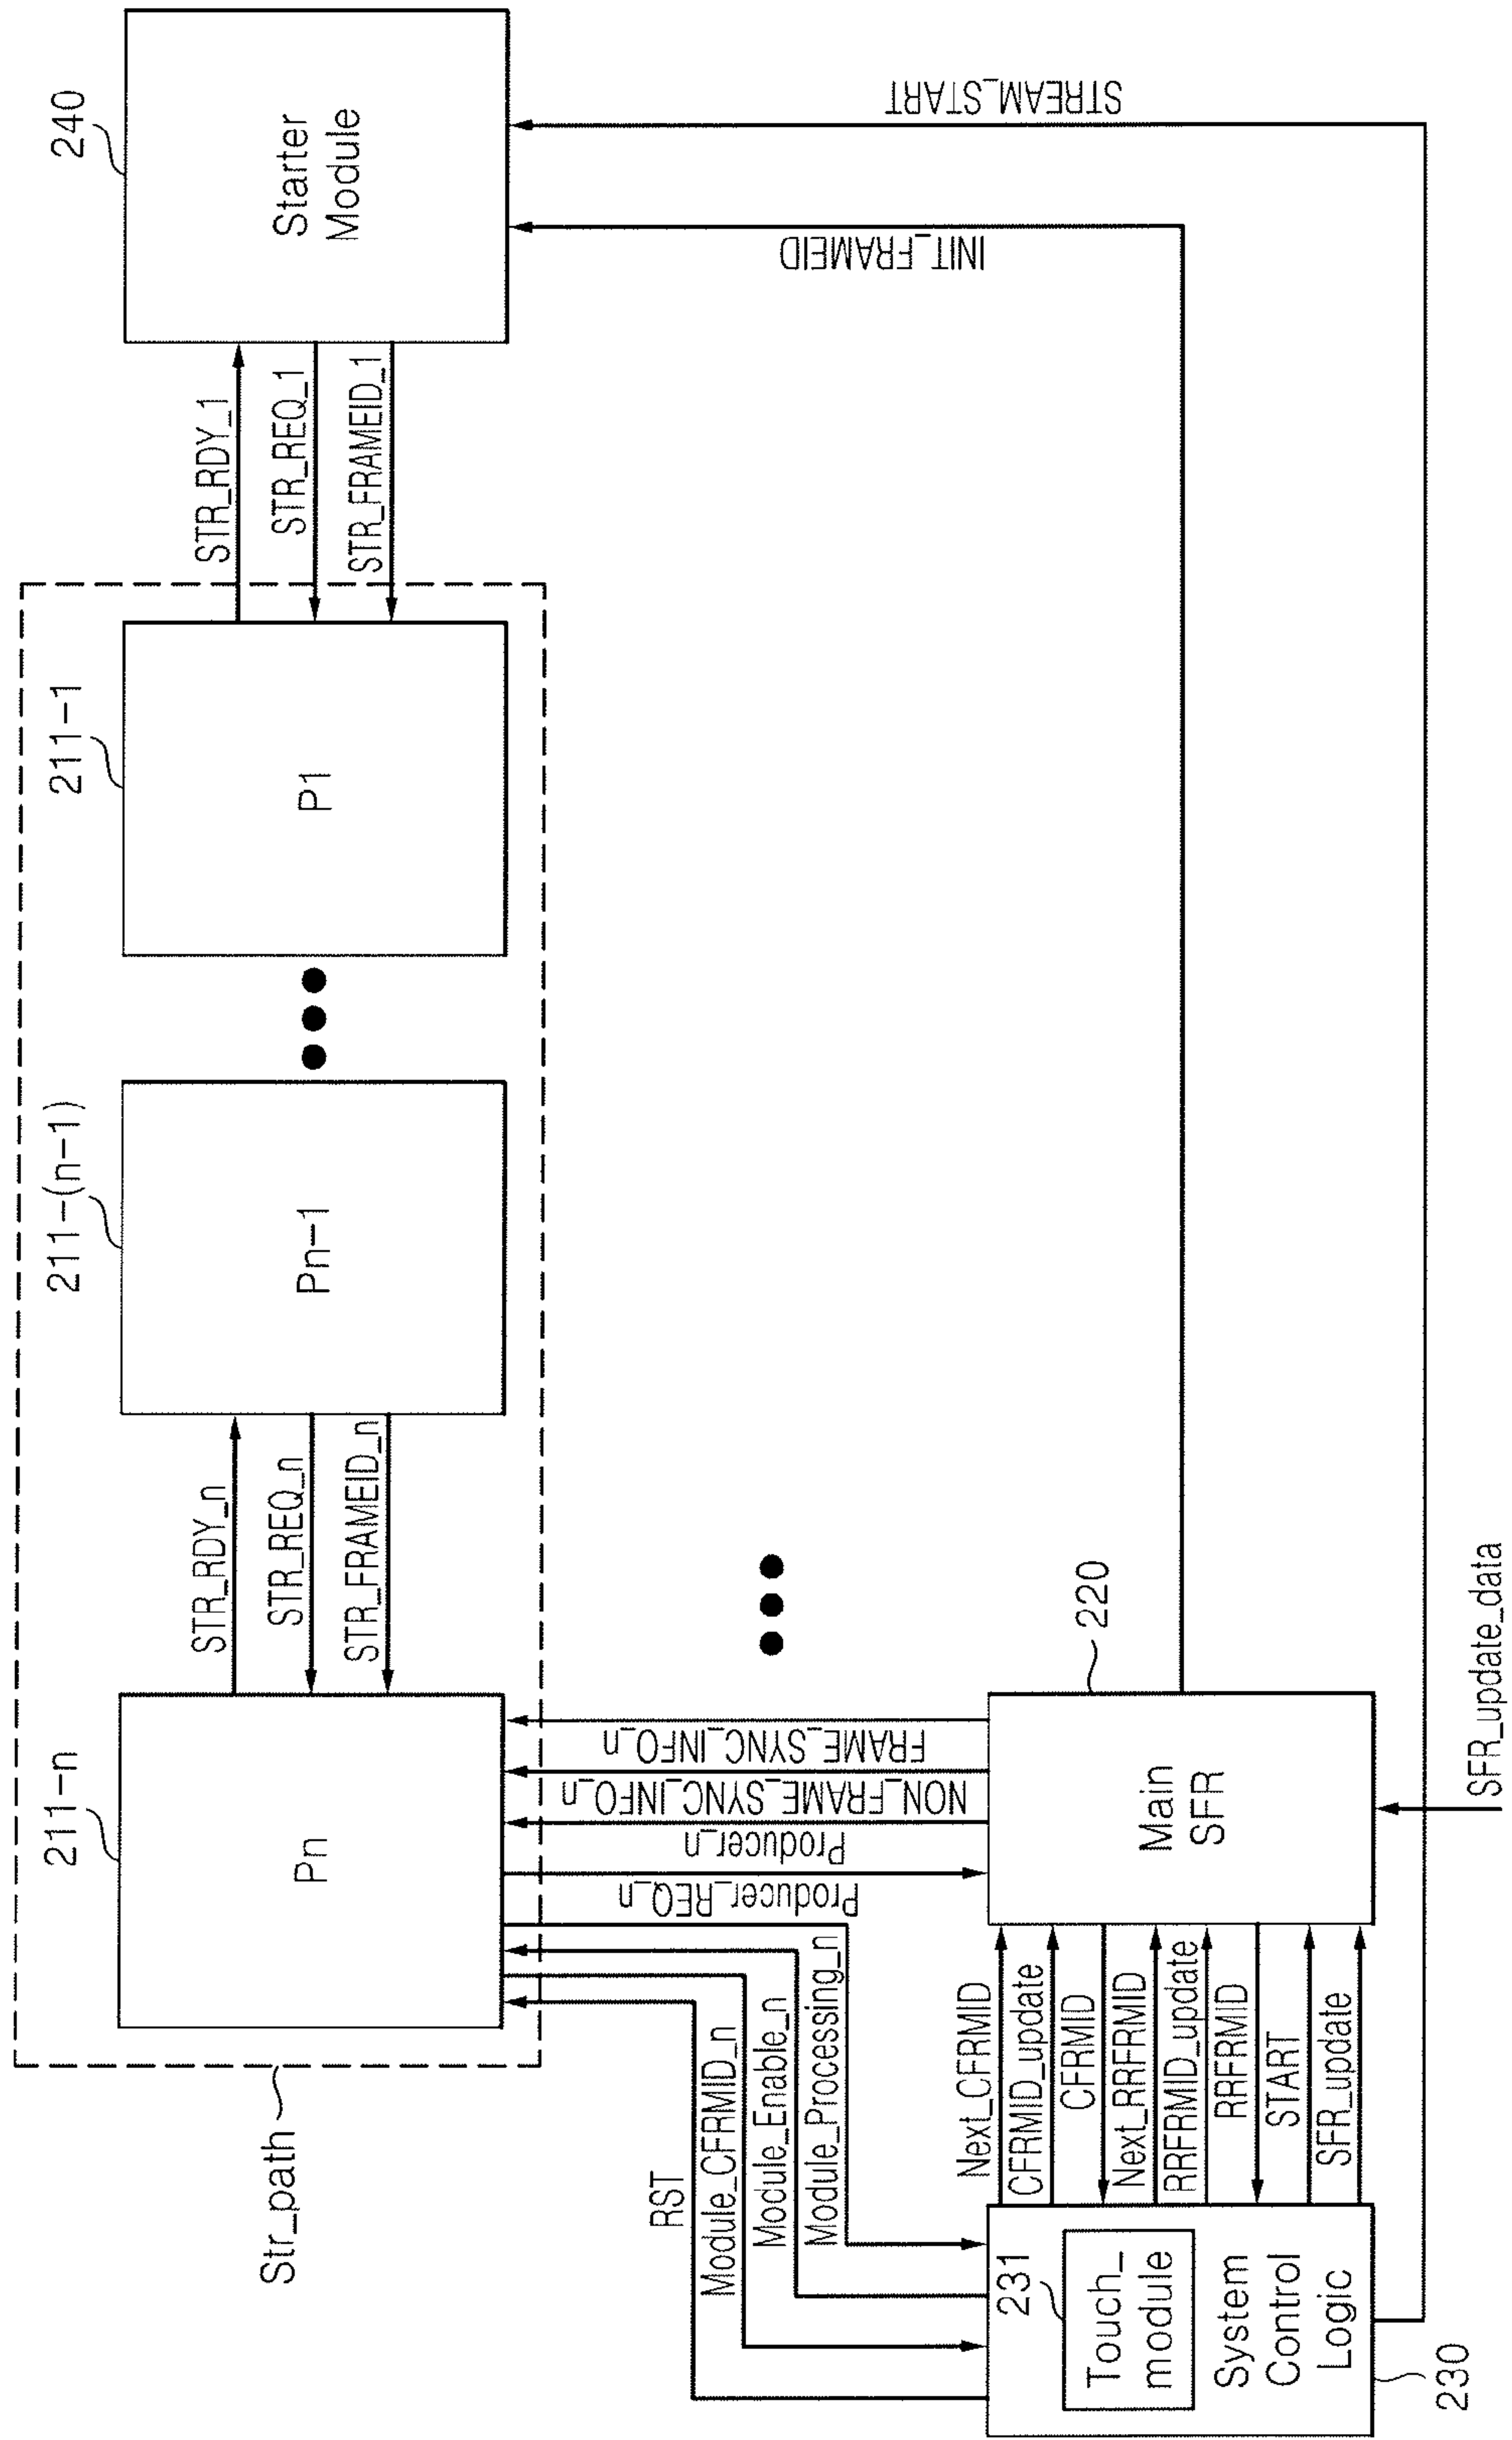 240
Starter
Module
STR_RDY_1
STR_REQ_1
STR_FRAMEID_1
211-1
P1
211-(n-1)
Pn-1
STR_RDY_n
STR_REQ_n
STR_FRAMEID_n
211-n
Pn
Str_path
STREAM_START
INIT_FRAMEID
FRAME_SYNC_INFO_n
NON_FRAME_SYNC_INFO_n
Producer_n
Producer_REQ_n
Module_Processing_n
Module_Enable_n
Module_CFRMID_n
RST
220
Main
SFR
SFR_update_data
Next_CFRMID
CFRMID_update
CFRMID
Next_RRFRMID
RRFRMID_update
RRFRMID
START
SFR_update
231
Touch_
module
System
Control
Logic
230